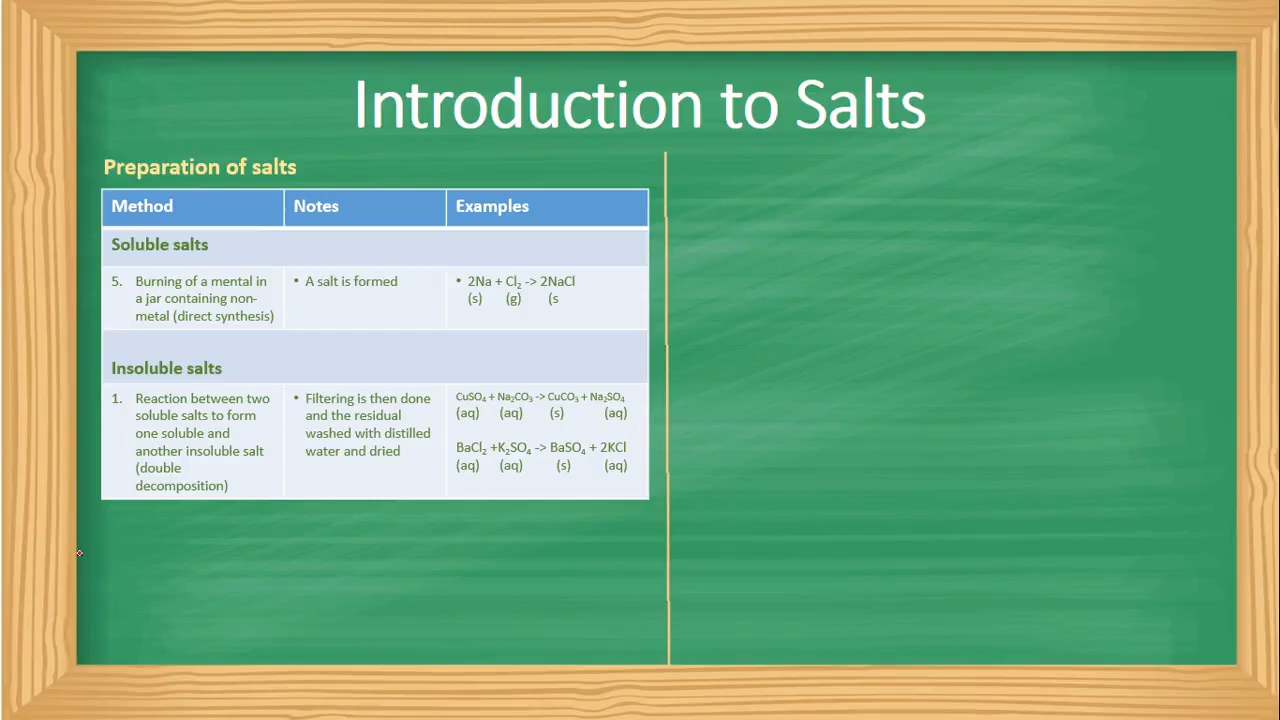 Introduction to Salts
Preparation of salts
Method Notes Examples
Soluble salts
5. Burning of a mental in
a jar containing non-
metal (direct synthesis)
• A salt is formed
• 2Na + Cl₂ -> 2NaCl
(s) (g) (s
Insoluble salts
1. Reaction between two
soluble salts to form
one soluble and
another insoluble salt
(double
decomposition)
• Filtering is then done
and the residual
washed with distilled
water and dried
CuSO₄ + Na₂CO₃ -> CuCO₃ + Na₂SO₄
(aq) (aq) (s) (aq)
BaCl₂ +K₂SO₄ -> BaSO₄ + 2KCl
(aq) (aq) (s) (aq)